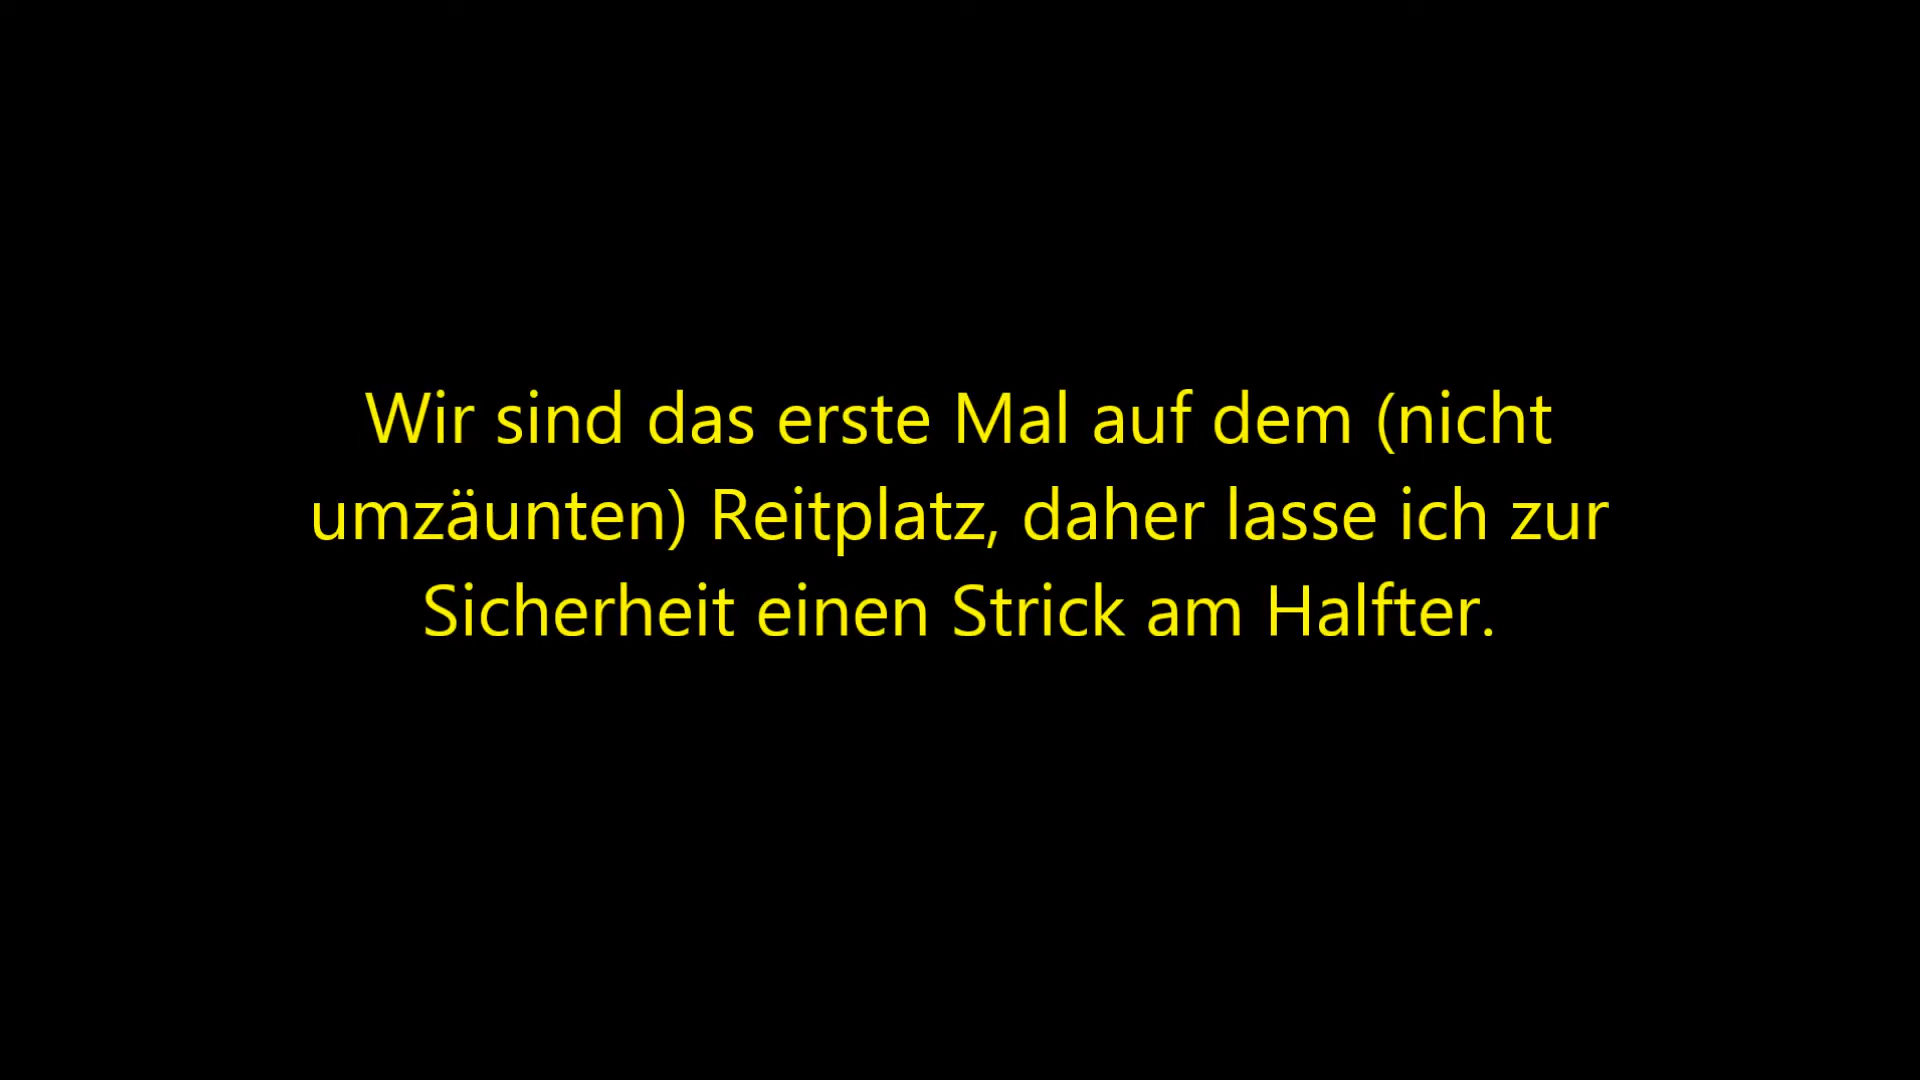 Wir sind das erste Mal auf dem (nicht
umzäunten) Reitplatz, daher lasse ich zur
Sicherheit einen Strick am Halfter.